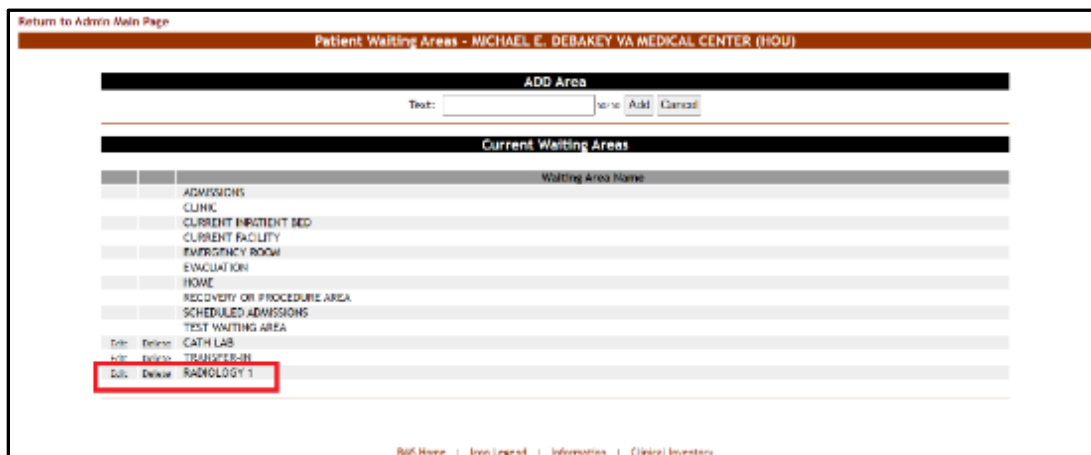 Return to Admin Main Page
Patient Waiting Areas - MICHAEL E. DEBAKEY VA MEDICAL CENTER (HOU)
ADD Area
Text: Add Cancel
Current Waiting Areas
Waiting Area Name
ADMISSIONS
CLINIC
CURRENT INPATIENT BED
CURRENT FACILITY
EMERGENCY ROOM
EVACUATION
HOME
RECOVERY OR PROCEDURE AREA
SCHEDULED ADMISSIONS
TEST WAITING AREA
Edit Delete CATH LAB
Edit Delete TRANSFER-IN
Edit Delete RADIOLOGY 1
BMS Home | Icon Legend | Information | Clinical Inventory